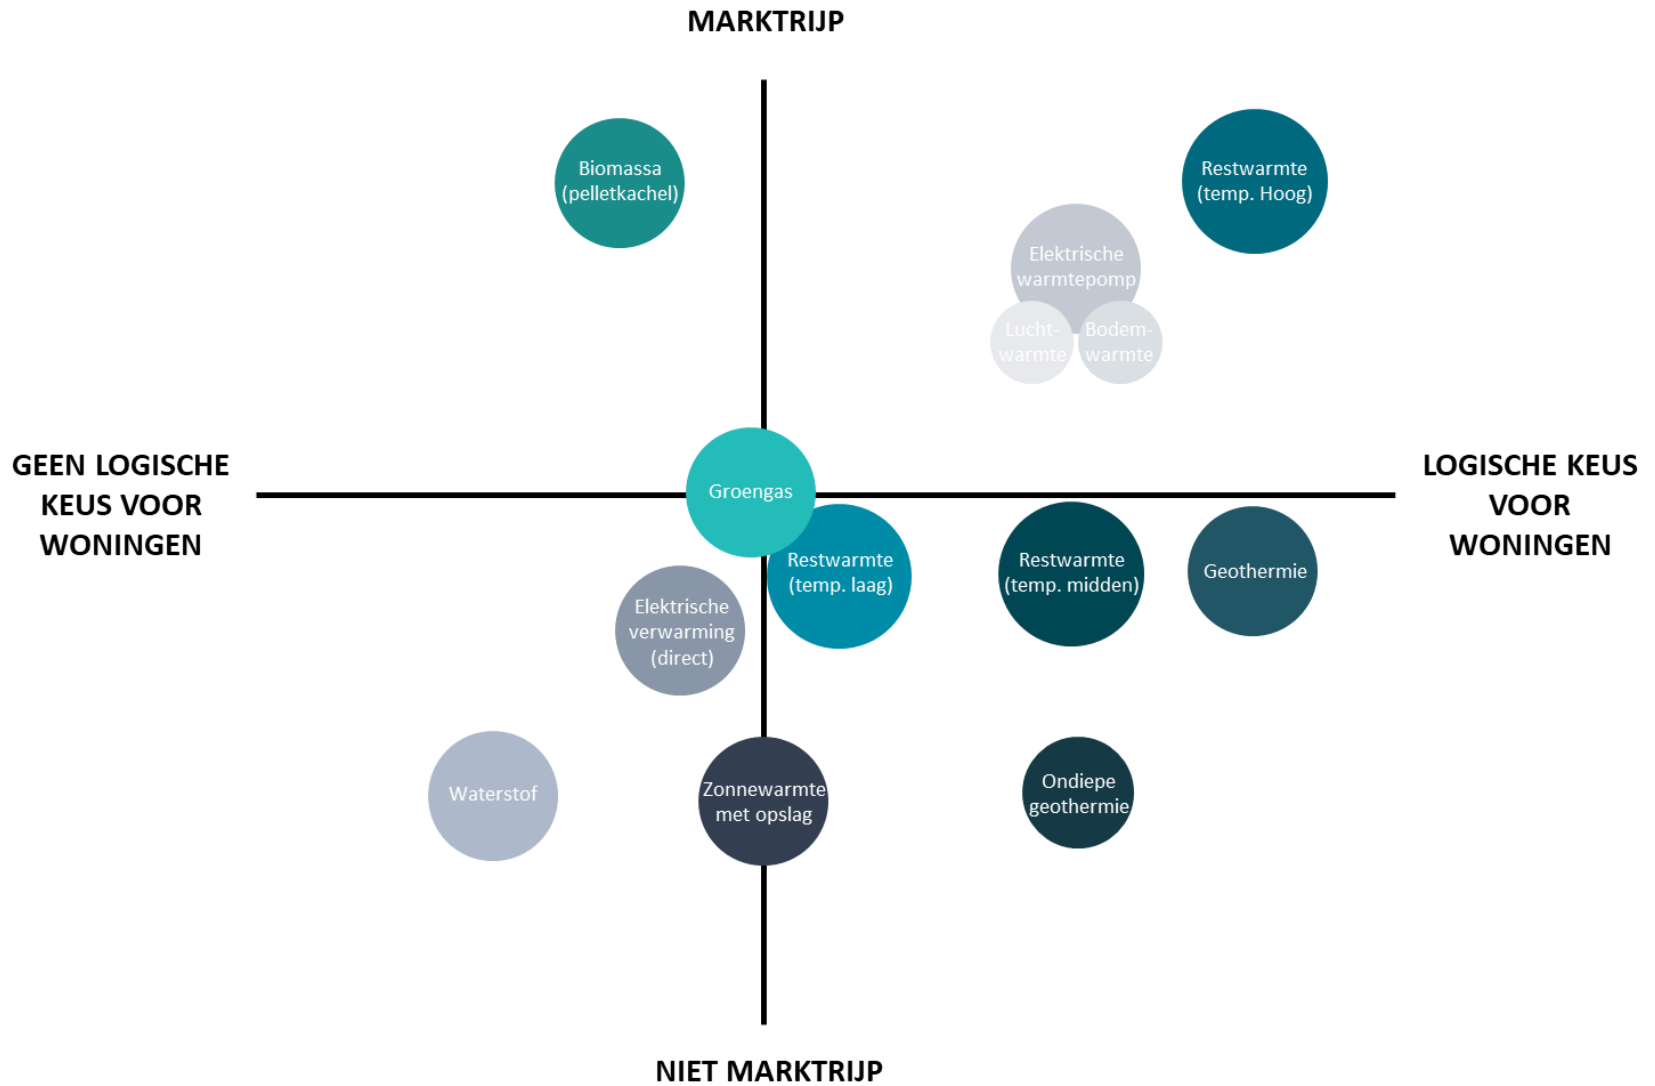 MARKTRIJP
Biomassa
(pelletkachel)
Restwarmte
(temp. Hoog)
Elektrische
warmtepomp
Lucht-
warmte
Bodem-
warmte
GEEN LOGISCHE
KEUS VOOR
WONINGEN
Groengas
LOGISCHE KEUS
VOOR
WONINGEN
Restwarmte
(temp. laag)
Restwarmte
(temp. midden)
Geothermie
Elektrische
verwarming
(direct)
Waterstof
Zonnewarmte
met opslag
Ondiepe
geothermie
NIET MARKTRIJP